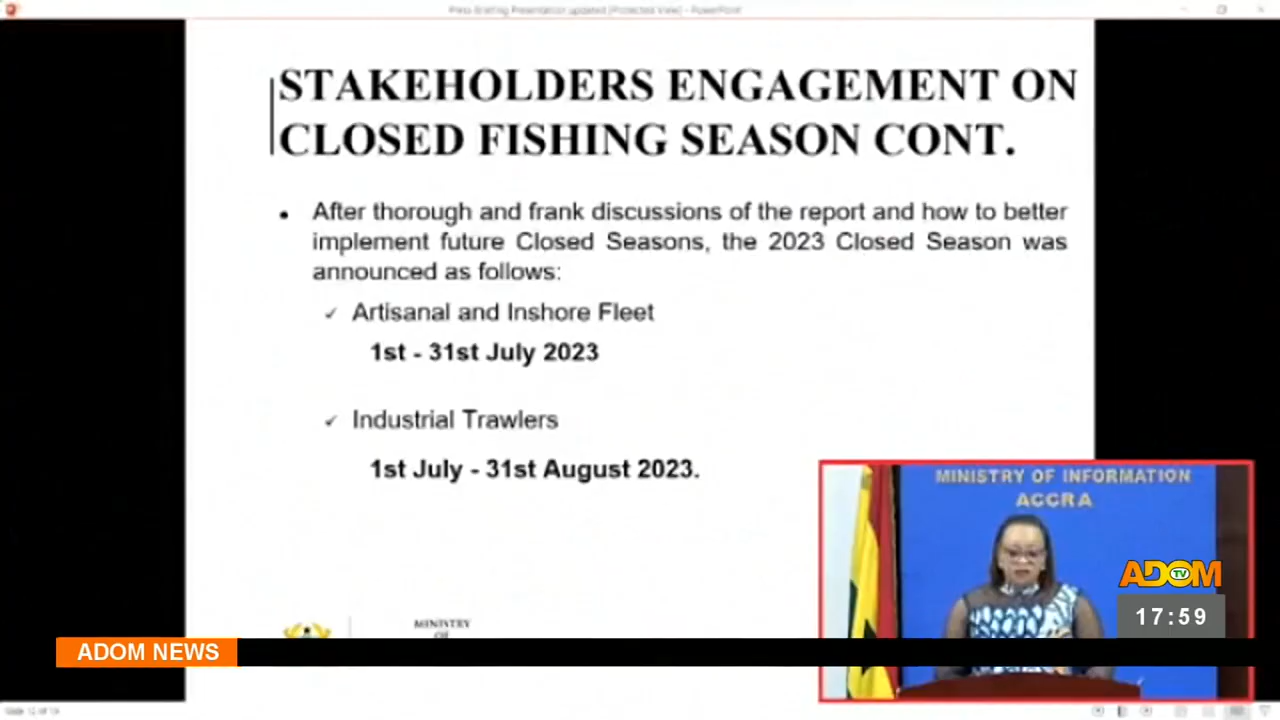 Press Briefing Presentation updated [Protected View] - PowerPoint
STAKEHOLDERS ENGAGEMENT ON
CLOSED FISHING SEASON CONT.
• After thorough and frank discussions of the report and how to better
implement future Closed Seasons, the 2023 Closed Season was
announced as follows:
✓ Artisanal and Inshore Fleet
1st - 31st July 2023
✓ Industrial Trawlers
1st July - 31st August 2023.
MINISTRY OF INFORMATION
ACCRA
ADOM TV
17:59
MINISTRY
OF
ADOM NEWS